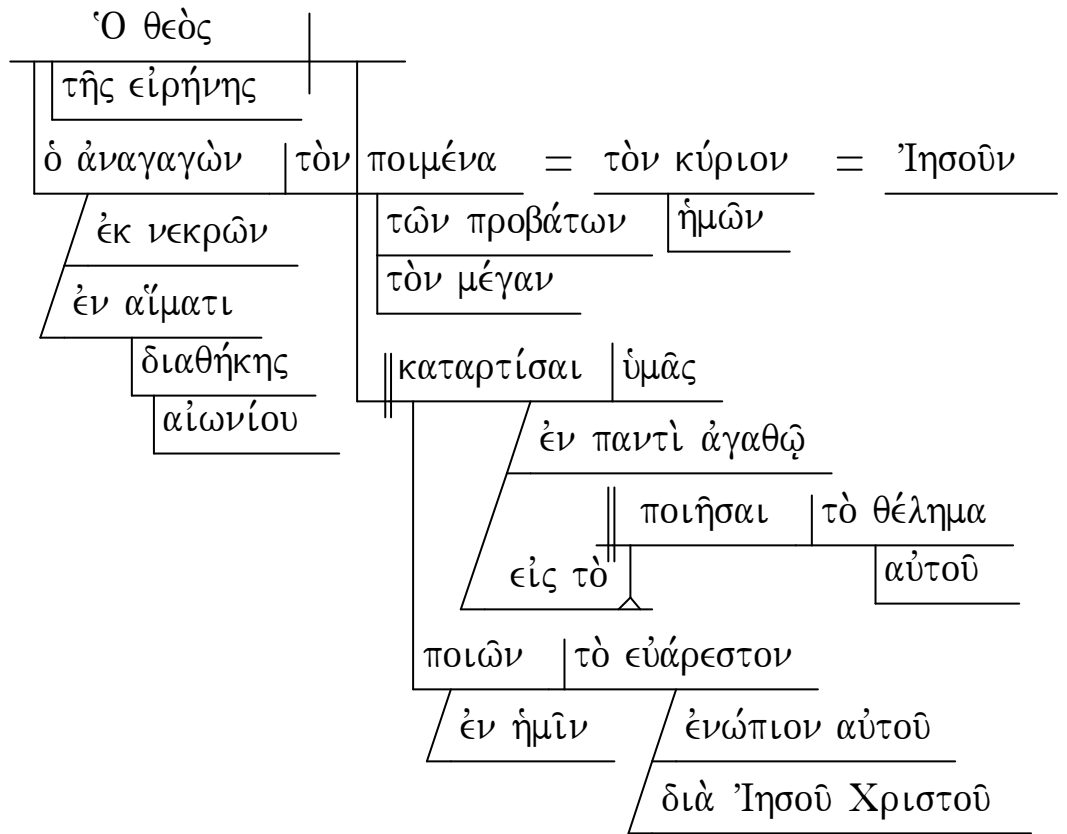 Ὁ θεὸς
τῆς εἰρήνης
ὁ ἀναγαγὼν τὸν ποιμένα = τὸν κύριον = Ἰησοῦν
τῶν προβάτων ἡμῶν
ἐκ νεκρῶν
τὸν μέγαν
ἐν αἵματι
διαθήκης καταρτίσαι ὑμᾶς
αἰωνίου
ἐν παντὶ ἀγαθῷ
ποιῆσαι τὸ θέλημα
εἰς τὸ αὐτοῦ
ποιῶν τὸ εὐάρεστον
ἐν ἡμῖν ἐνώπιον αὐτοῦ
διὰ Ἰησοῦ Χριστοῦ